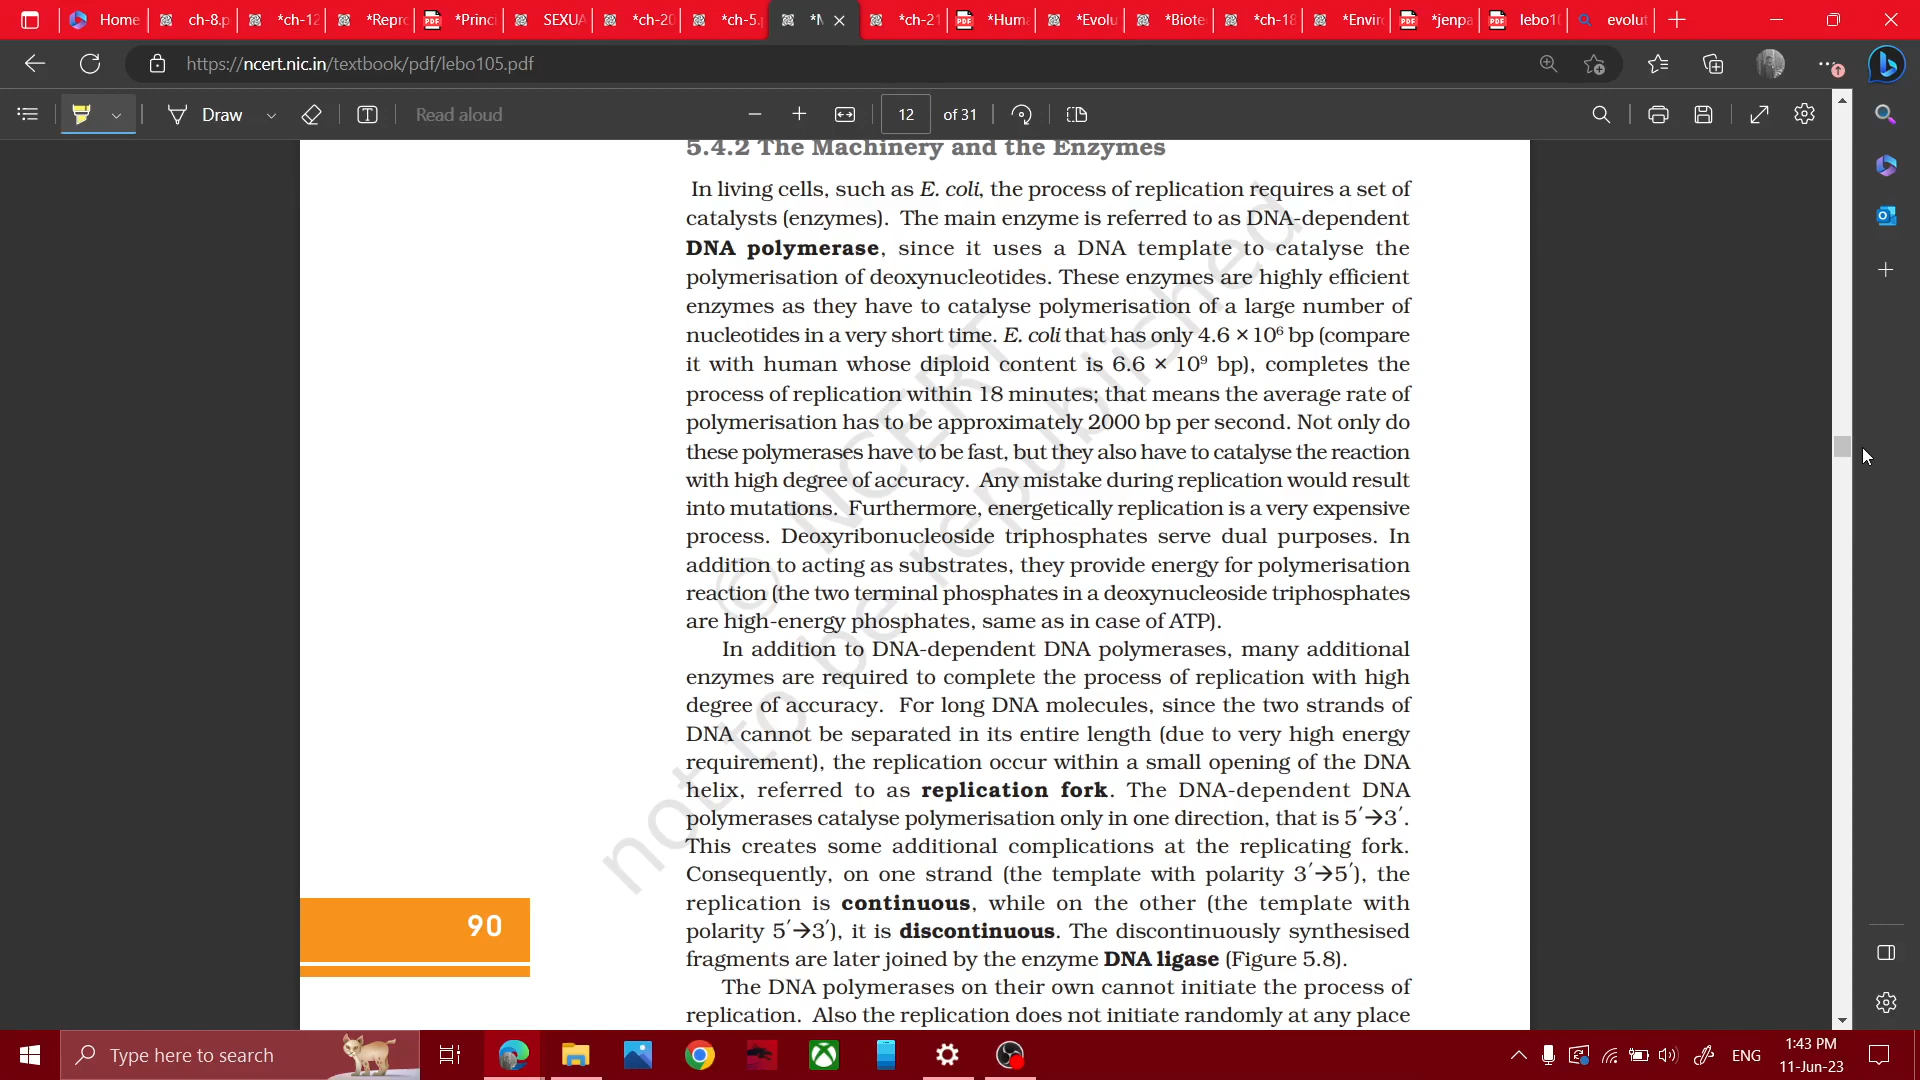 Home
ch-8.p
*ch-12
*Repro
*Princi
SEXUA
*ch-20
*ch-5.
*M
*ch-21
*Huma
*Evolu
*Biote
*ch-18
*Envir
*jenpa
lebo10
evolut
https://ncert.nic.in/textbook/pdf/lebo105.pdf
Draw
Read aloud
12 of 31
5.4.2 The Machinery and the Enzymes
In living cells, such as E. coli, the process of replication requires a set of
catalysts (enzymes). The main enzyme is referred to as DNA-dependent
DNA polymerase, since it uses a DNA template to catalyse the
polymerisation of deoxynucleotides. These enzymes are highly efficient
enzymes as they have to catalyse polymerisation of a large number of
nucleotides in a very short time. E. coli that has only 4.6 ×10⁶ bp (compare
it with human whose diploid content is 6.6 × 10⁹ bp), completes the
process of replication within 18 minutes; that means the average rate of
polymerisation has to be approximately 2000 bp per second. Not only do
these polymerases have to be fast, but they also have to catalyse the reaction
with high degree of accuracy. Any mistake during replication would result
into mutations. Furthermore, energetically replication is a very expensive
process. Deoxyribonucleoside triphosphates serve dual purposes. In
addition to acting as substrates, they provide energy for polymerisation
reaction (the two terminal phosphates in a deoxynucleoside triphosphates
are high-energy phosphates, same as in case of ATP).
In addition to DNA-dependent DNA polymerases, many additional
enzymes are required to complete the process of replication with high
degree of accuracy. For long DNA molecules, since the two strands of
DNA cannot be separated in its entire length (due to very high energy
requirement), the replication occur within a small opening of the DNA
helix, referred to as replication fork. The DNA-dependent DNA
polymerases catalyse polymerisation only in one direction, that is 5′→3′.
This creates some additional complications at the replicating fork.
Consequently, on one strand (the template with polarity 3′→5′), the
replication is continuous, while on the other (the template with
polarity 5′→3′), it is discontinuous. The discontinuously synthesised
fragments are later joined by the enzyme DNA ligase (Figure 5.8).
The DNA polymerases on their own cannot initiate the process of
replication. Also the replication does not initiate randomly at any place
© NCERT
not to be republished
90
Type here to search
ENG
1:43 PM
11-Jun-23